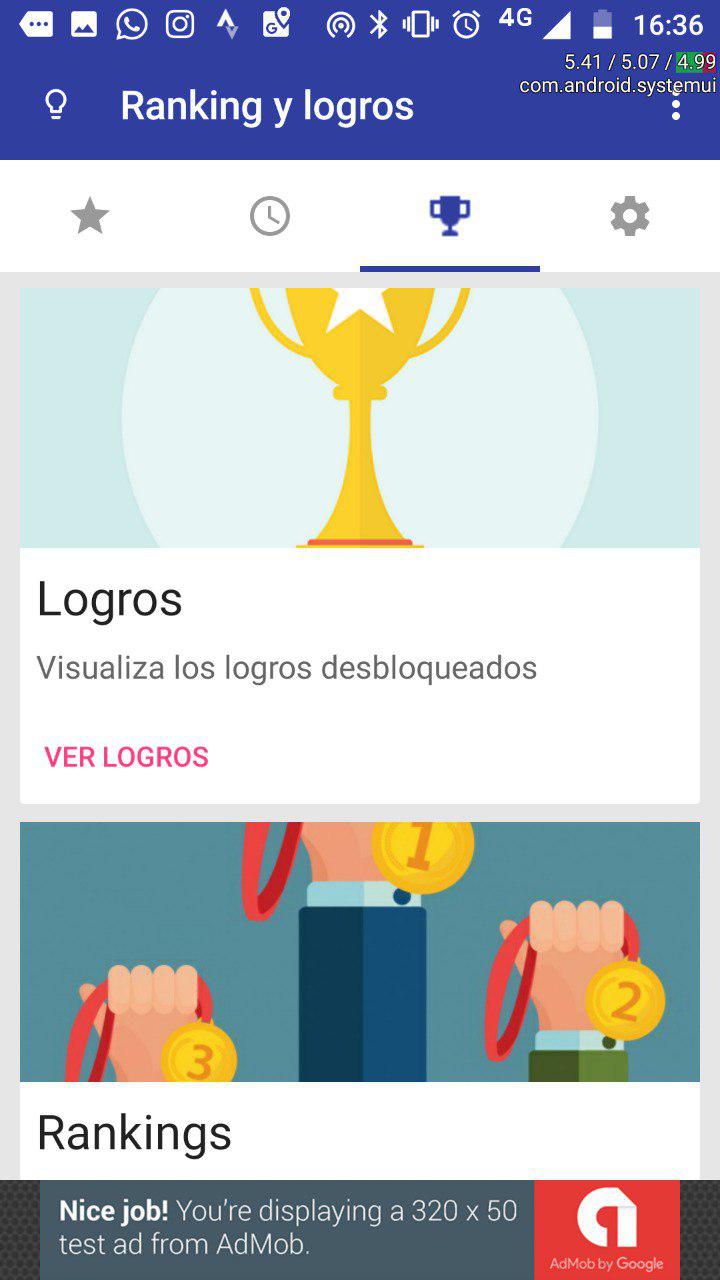 4G
16:36
5.41 / 5.07 / 4.99
com.android.systemui
Ranking y logros
Logros
Visualiza los logros desbloqueados
VER LOGROS
1
2
3
Rankings
Nice job! You're displaying a 320 x 50
test ad from AdMob.
AdMob by Google